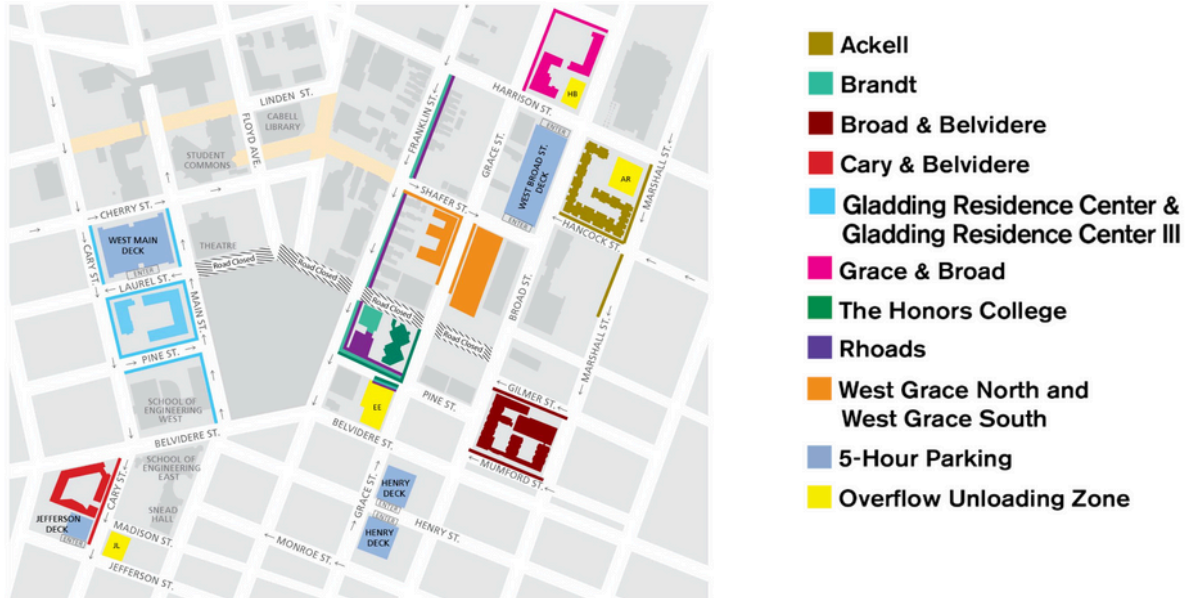 LINDEN ST.
CABELL
LIBRARY
FLOYD AVE.
STUDENT
COMMONS
FRANKLIN ST.
HARRISON ST.
HB
GRACE ST.
ENTER
WEST BROAD ST.
DECK
ENTER
AR
MARSHALL ST.
SHAFER ST.
HANCOCK ST.
CHERRY ST.
WEST MAIN
DECK
ENTER
CARY ST.
THEATRE
Road Closed
Road Closed
LAUREL ST.
MAIN ST.
Road Closed
Road Closed
BROAD ST.
MARSHALL ST.
PINE ST.
SCHOOL OF
ENGINEERING
WEST
GILMER ST.
PINE ST.
EE
BELVIDERE ST.
BELVIDERE ST.
SCHOOL OF
ENGINEERING
EAST
MUMFORD ST.
CARY ST.
GRACE ST.
HENRY
DECK
ENTER
ENTER
HENRY
DECK
HENRY ST.
SNEAD
HALL
JEFFERSON
DECK
ENTER
MADISON ST.
JL
MONROE ST.
JEFFERSON ST.
Ackell
Brandt
Broad & Belvidere
Cary & Belvidere
Gladding Residence Center &
Gladding Residence Center III
Grace & Broad
The Honors College
Rhoads
West Grace North and
West Grace South
5-Hour Parking
Overflow Unloading Zone